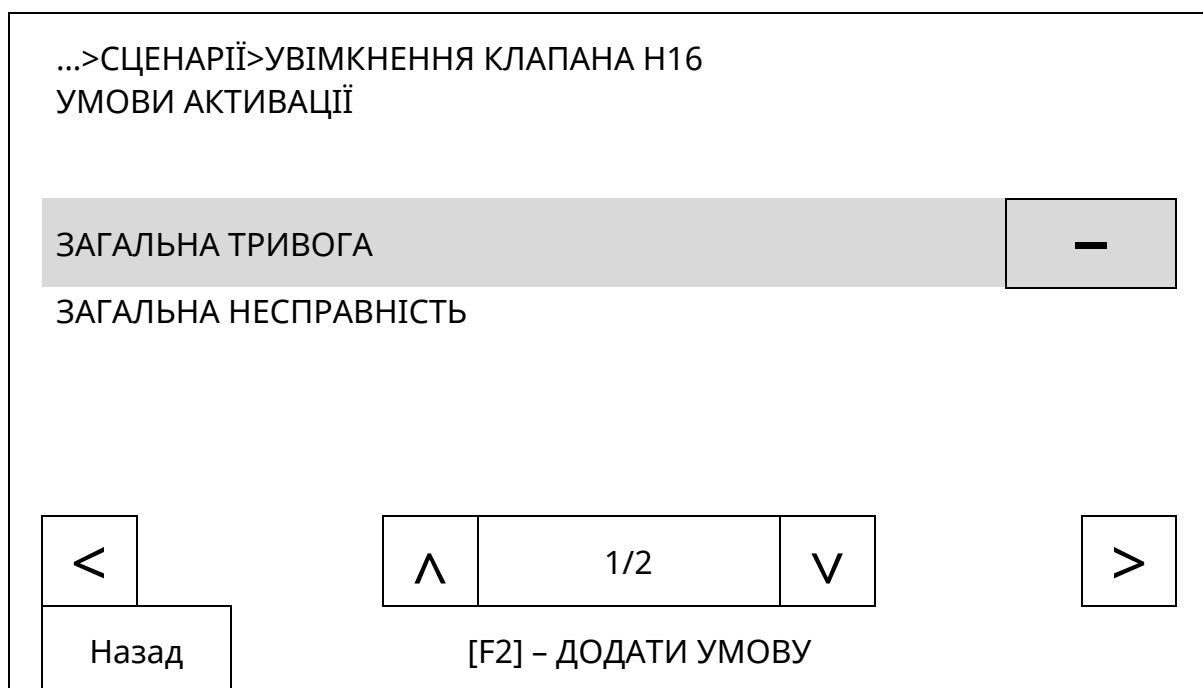 ...>СЦЕНАРІЇ>УВІМКНЕННЯ КЛАПАНА Н16
УМОВИ АКТИВАЦІЇ
ЗАГАЛЬНА ТРИВОГА –
ЗАГАЛЬНА НЕСПРАВНІСТЬ
< ˄ 1/2 ˅ >
Назад [F2] – ДОДАТИ УМОВУ